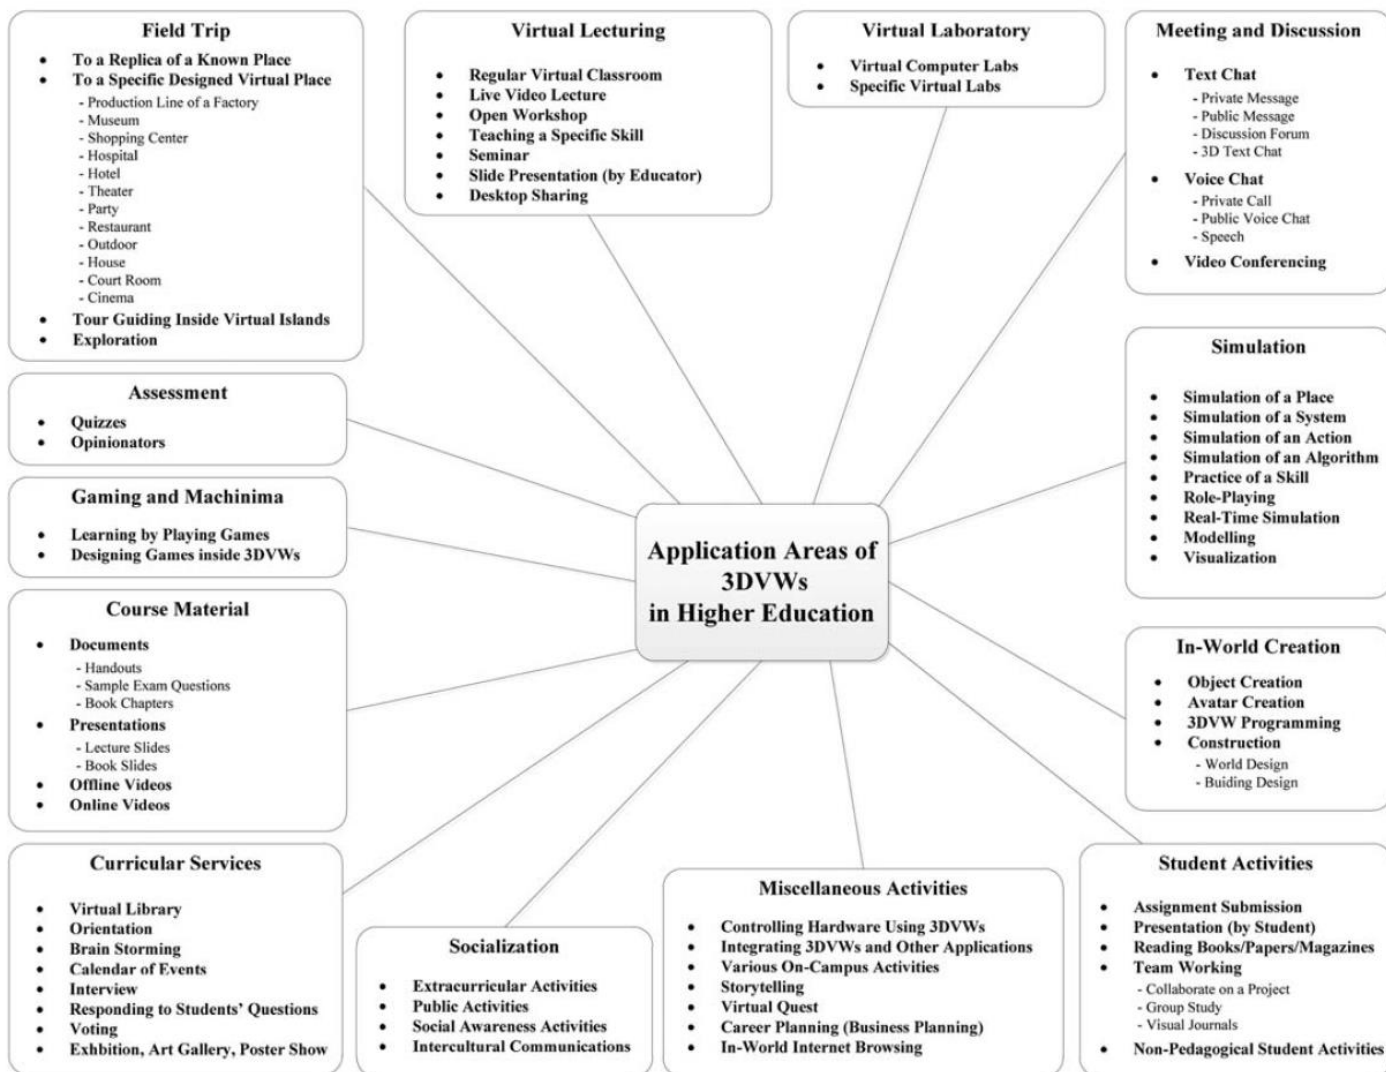 Field Trip
• To a Replica of a Known Place
• To a Specific Designed Virtual Place
- Production Line of a Factory
- Museum
- Shopping Center
- Hospital
- Hotel
- Theater
- Party
- Restaurant
- Outdoor
- House
- Court Room
- Cinema
• Tour Guiding Inside Virtual Islands
• Exploration
Virtual Lecturing
• Regular Virtual Classroom
• Live Video Lecture
• Open Workshop
• Teaching a Specific Skill
• Seminar
• Slide Presentation (by Educator)
• Desktop Sharing
Virtual Laboratory
• Virtual Computer Labs
• Specific Virtual Labs
Meeting and Discussion
• Text Chat
- Private Message
- Public Message
- Discussion Forum
- 3D Text Chat
• Voice Chat
- Private Call
- Public Voice Chat
- Speech
• Video Conferencing
Assessment
• Quizzes
• Opinionators
Gaming and Machinima
• Learning by Playing Games
• Designing Games inside 3DVWs
Application Areas of
3DVWs
in Higher Education
Simulation
• Simulation of a Place
• Simulation of a System
• Simulation of an Action
• Simulation of an Algorithm
• Practice of a Skill
• Role-Playing
• Real-Time Simulation
• Modelling
• Visualization
Course Material
• Documents
- Handouts
- Sample Exam Questions
- Book Chapters
• Presentations
- Lecture Slides
- Book Slides
• Offline Videos
• Online Videos
In-World Creation
• Object Creation
• Avatar Creation
• 3DVW Programming
• Construction
- World Design
- Buiding Design
Curricular Services
• Virtual Library
• Orientation
• Brain Storming
• Calendar of Events
• Interview
• Responding to Students’ Questions
• Voting
• Exhbition, Art Gallery, Poster Show
Socialization
• Extracurricular Activities
• Public Activities
• Social Awareness Activities
• Intercultural Communications
Miscellaneous Activities
• Controlling Hardware Using 3DVWs
• Integrating 3DVWs and Other Applications
• Various On-Campus Activities
• Storytelling
• Virtual Quest
• Career Planning (Business Planning)
• In-World Internet Browsing
Student Activities
• Assignment Submission
• Presentation (by Student)
• Reading Books/Papers/Magazines
• Team Working
- Collaborate on a Project
- Group Study
- Visual Journals
• Non-Pedagogical Student Activities